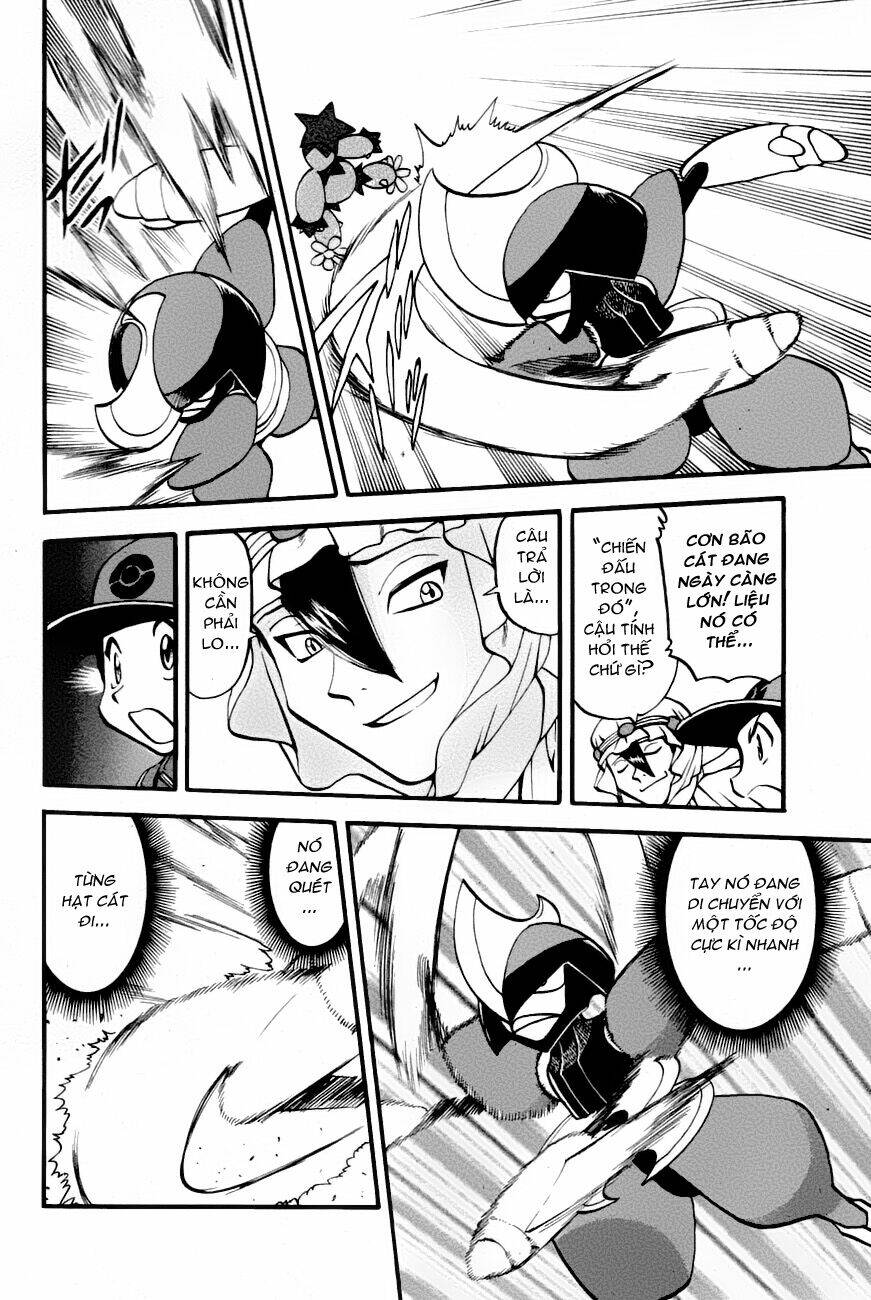 CƠN BÃO
CÁT ĐANG
NGÀY CÀNG
LỚN! LIỆU
NÓ CÓ
THỂ...
"CHIẾN
ĐẤU
TRONG
ĐÓ",
CẬU TÍNH
HỎI THẾ
CHỨ GÌ?
CÂU
TRẢ
LỜI
LÀ...
KHÔNG
CẦN
PHẢI
LO...
TAY NÓ ĐANG
DI CHUYỂN VỚI
MỘT TỐC ĐỘ
CỰC KÌ NHANH
...
NÓ
ĐANG
QUÉT
...
TỪNG
HẠT CÁT
ĐI...